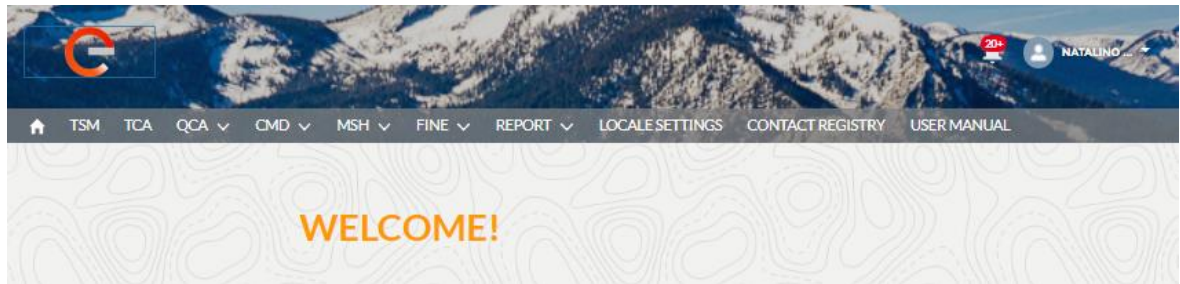 20+
NATALINO ...
TSM TCA QCA CMD MSH FINE REPORT LOCALE SETTINGS CONTACT REGISTRY USER MANUAL
WELCOME!